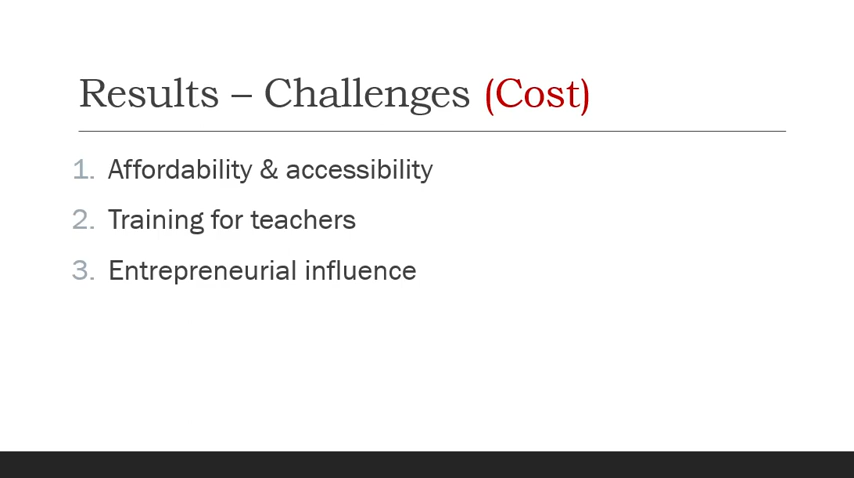 Results – Challenges (Cost)
1. Affordability & accessibility
2. Training for teachers
3. Entrepreneurial influence